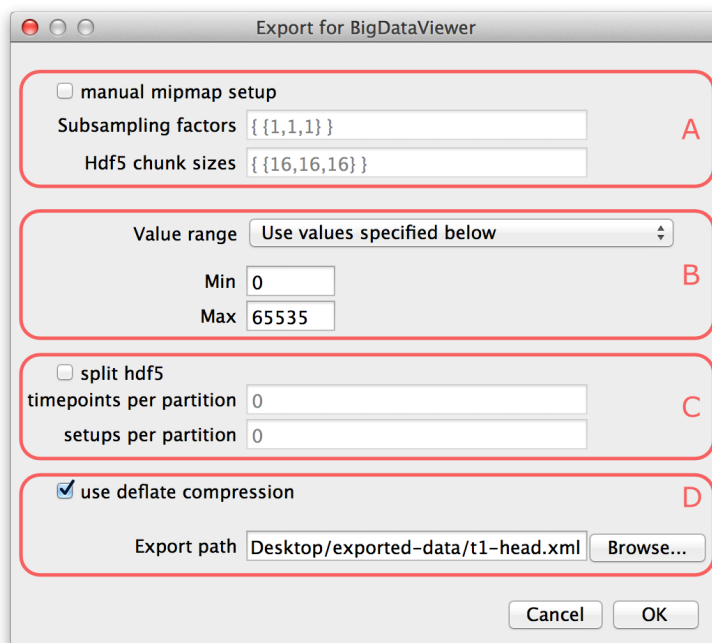 Export for BigDataViewer
manual mipmap setup
Subsampling factors { {1,1,1} }
A
Hdf5 chunk sizes { {16,16,16} }
Value range Use values specified below
B
Min 0
Max 65535
split hdf5
timepoints per partition 0
C
setups per partition 0
use deflate compression
D
Export path Desktop/exported-data/t1-head.xml Browse...
Cancel OK